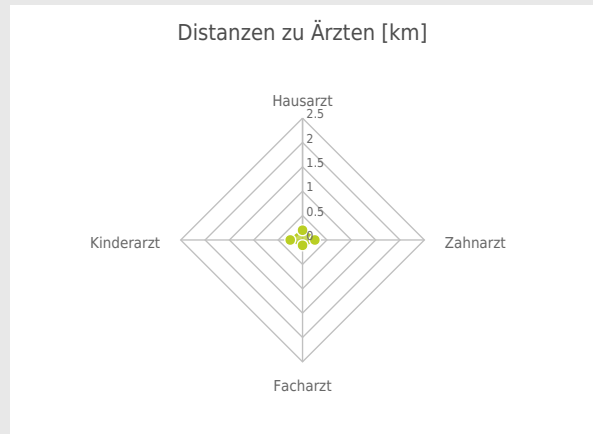 Distanzen zu Ärzten [km]
Hausarzt
2.5
2
1.5
1
0.5
0
Kinderarzt
Zahnarzt
Facharzt